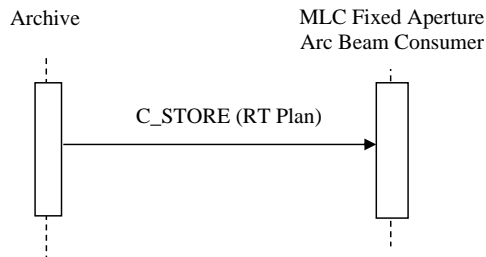 Archive
MLC Fixed Aperture
Arc Beam Consumer
C_STORE (RT Plan)